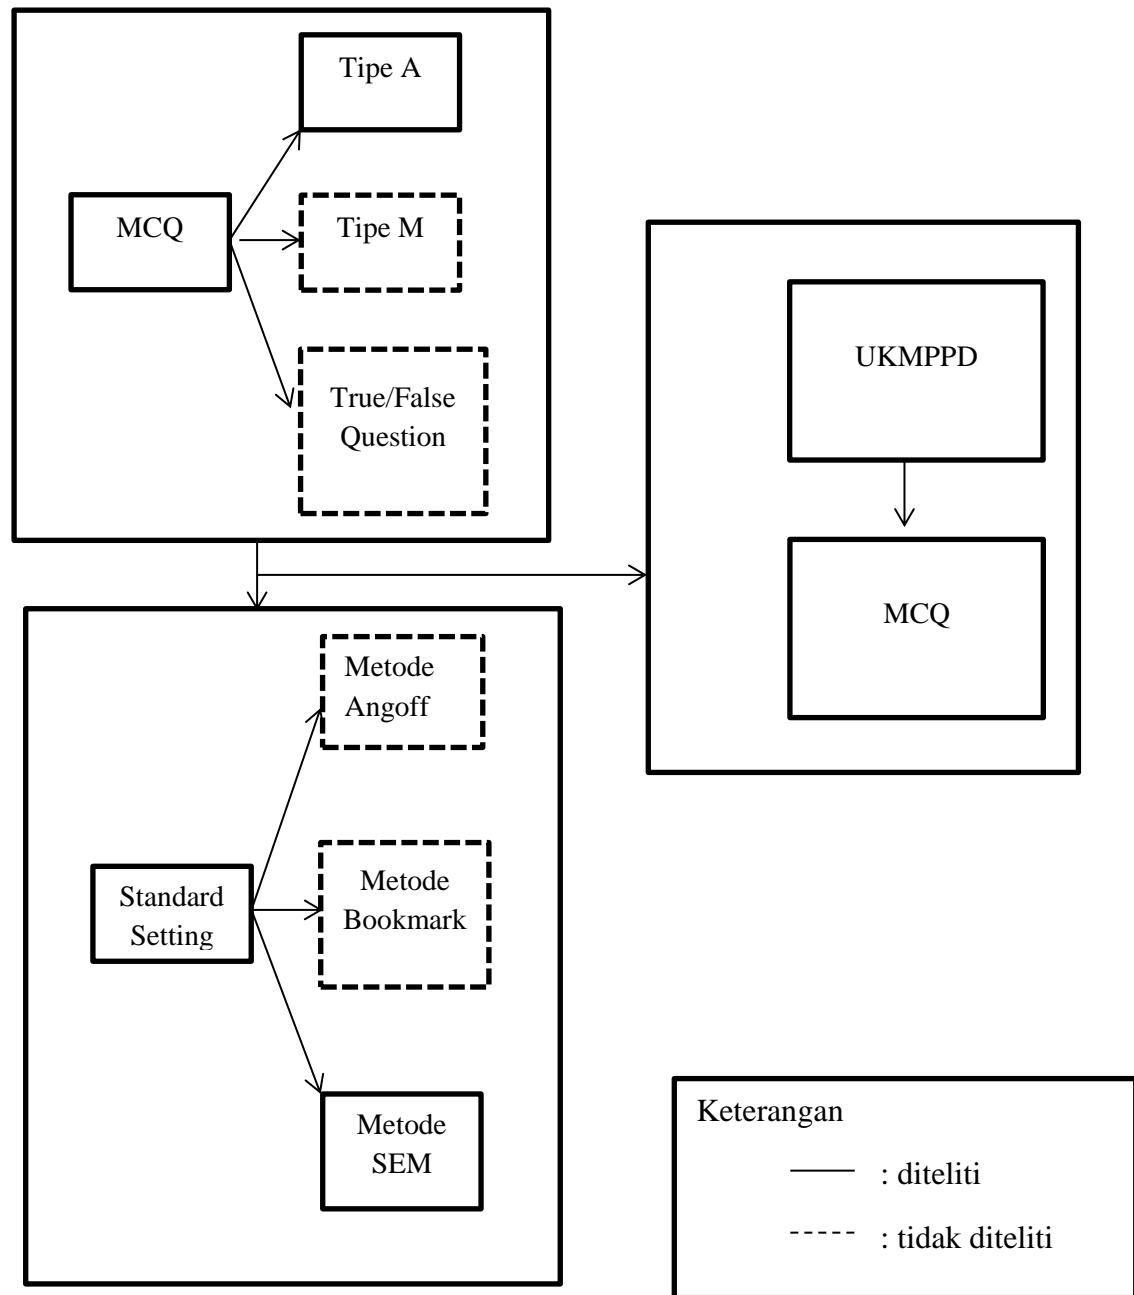 Tipe A
MCQ
Tipe M
True/False
Question
UKMPPD
MCQ
Metode
Angoff
Standard
Setting
Metode
Bookmark
Metode
SEM
Keterangan
: diteliti
: tidak diteliti